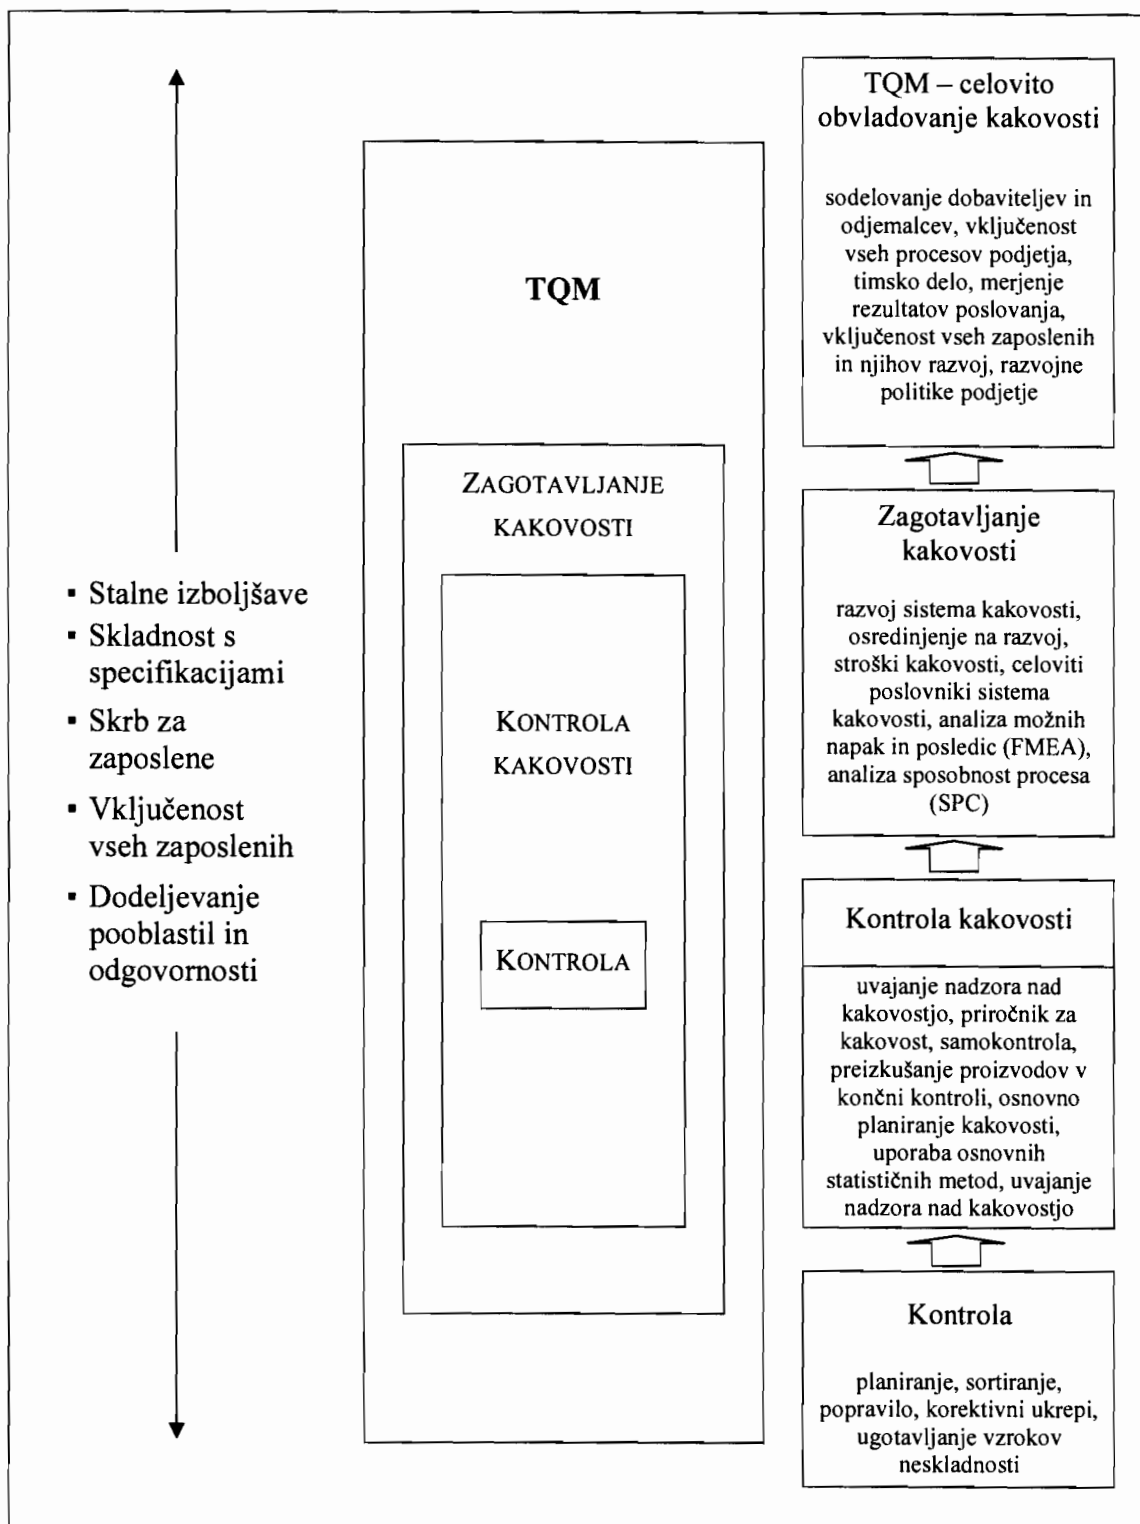 ▪ Stalne izboljšave
▪ Skladnost s
specifikacijami
▪ Skrb za
zaposlene
▪ Vključenost
vseh zaposlenih
▪ Dodeljevanje
pooblastil in
odgovornosti
TQM
ZAGOTAVLJANJE
KAKOVOSTI
KONTROLA
KAKOVOSTI
KONTROLA
TQM – celovito
obvladovanje kakovosti
sodelovanje dobaviteljev in
odjemalcev, vključenost
vseh procesov podjetja,
timsko delo, merjenje
rezultatov poslovanja,
vključenost vseh zaposlenih
in njihov razvoj, razvojne
politike podjetje
Zagotavljanje
kakovosti
razvoj sistema kakovosti,
osredinjenje na razvoj,
stroški kakovosti, celoviti
poslovniki sistema
kakovosti, analiza možnih
napak in posledic (FMEA),
analiza sposobnost procesa
(SPC)
Kontrola kakovosti
uvajanje nadzora nad
kakovostjo, priročnik za
kakovost, samokontrola,
preizkušanje proizvodov v
končni kontroli, osnovno
planiranje kakovosti,
uporaba osnovnih
statističnih metod, uvajanje
nadzora nad kakovostjo
Kontrola
planiranje, sortiranje,
popravilo, korektivni ukrepi,
ugotavljanje vzrokov
neskladnosti